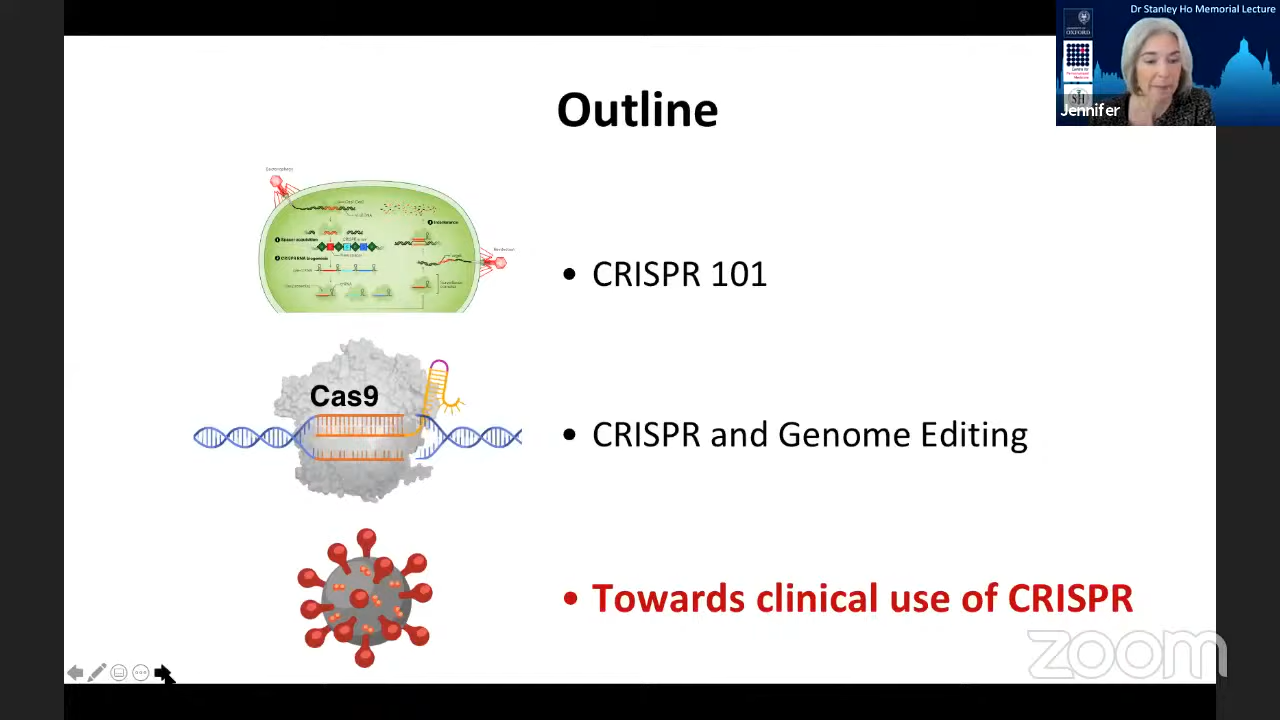 Dr Stanley Ho Memorial Lecture
OXFORD
Jennifer
Outline
CRISPR 101
Cas9
CRISPR and Genome Editing
Towards clinical use of CRISPR
zoom